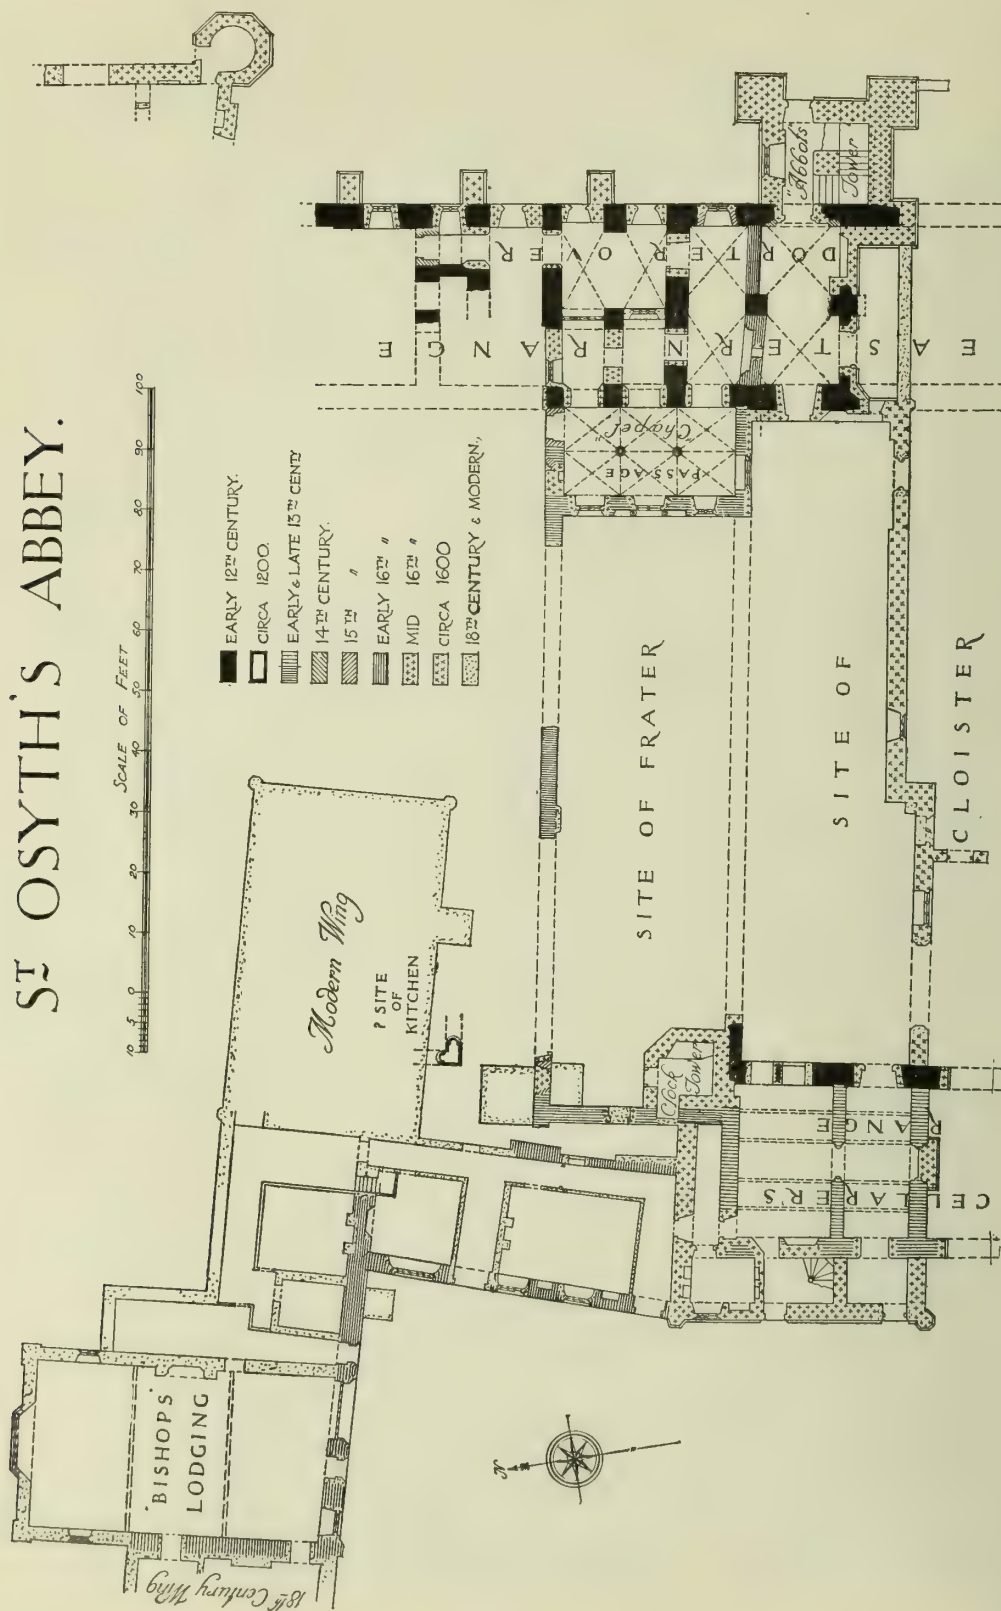 Sᵀ OSYTH'S ABBEY.
SCALE OF FEET
10 5 0 10 20 30 40 50 60 70 80 90 100
EARLY 12TH CENTURY.
CIRCA 1200.
EARLY & LATE 13TH CENTY
14TH CENTURY.
15TH "
EARLY 16TH "
MID 16TH "
CIRCA 1600
18TH CENTURY & MODERN.,
"BISHOPS"
LODGING
18th Century Wing
Modern Wing
? SITE
OF
KITCHEN
N
Clock
Tower
SITE OF FRATER
SITE OF
CLOISTER
CELLARER'S
RANGE
PASSAGE
"Chapel"
DORTER OVER
EASTERN RANGE
"Abbots
Tower